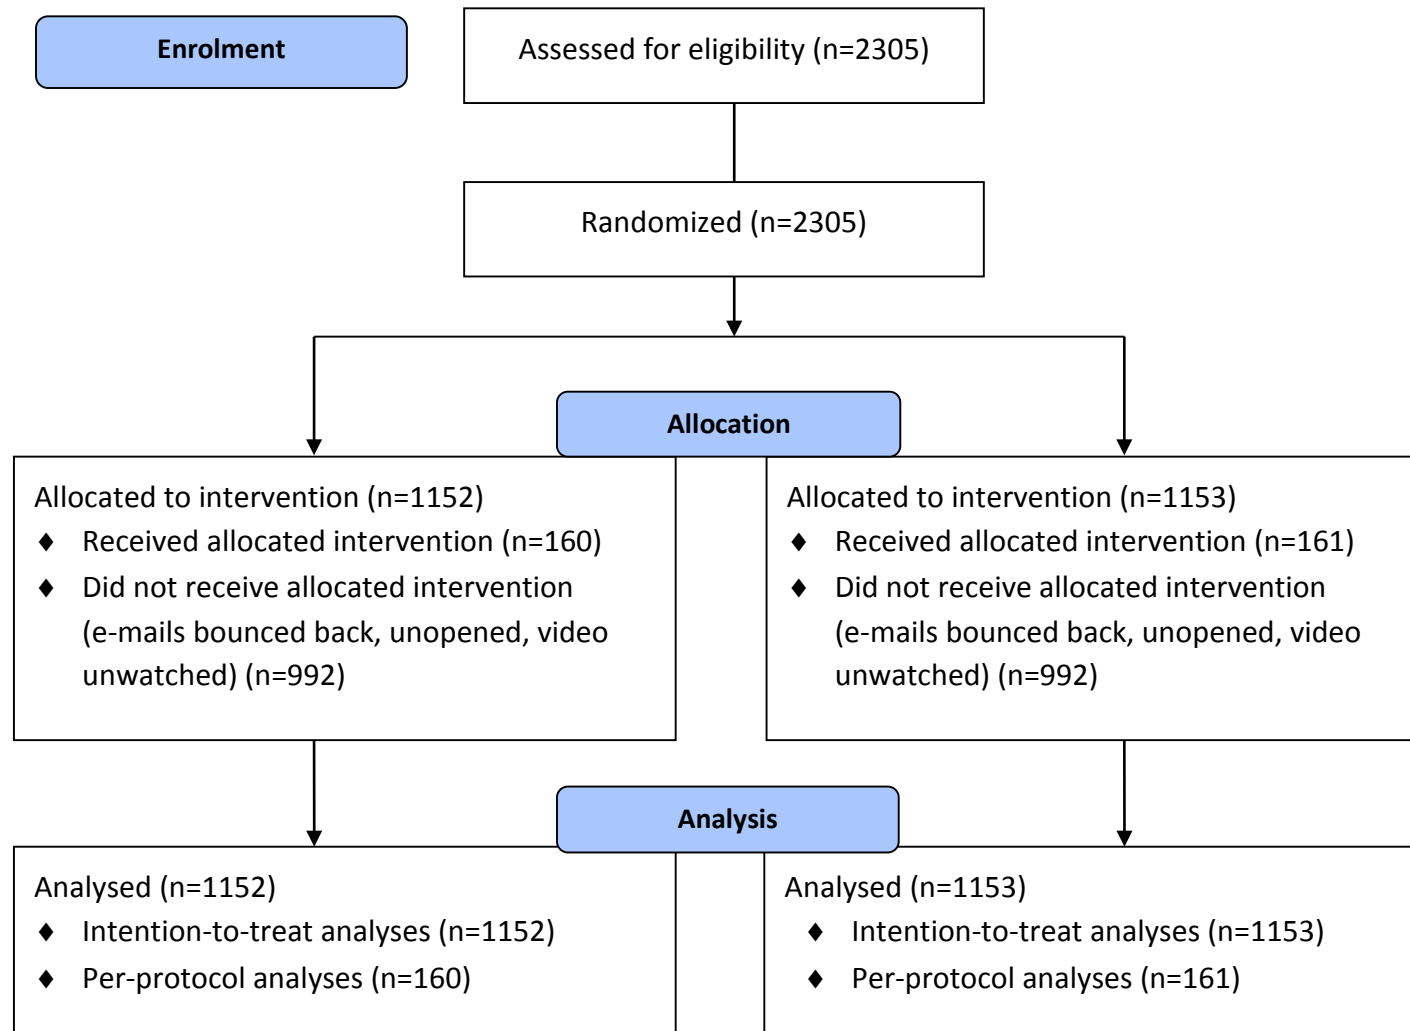 Enrolment
Assessed for eligibility (n=2305)
Randomized (n=2305)
Allocation
Allocated to intervention (n=1152)
♦ Received allocated intervention (n=160)
♦ Did not receive allocated intervention
(e-mails bounced back, unopened, video
unwatched) (n=992)
Allocated to intervention (n=1153)
♦ Received allocated intervention (n=161)
♦ Did not receive allocated intervention
(e-mails bounced back, unopened, video
unwatched) (n=992)
Analysis
Analysed (n=1152)
♦ Intention-to-treat analyses (n=1152)
♦ Per-protocol analyses (n=160)
Analysed (n=1153)
♦ Intention-to-treat analyses (n=1153)
♦ Per-protocol analyses (n=161)